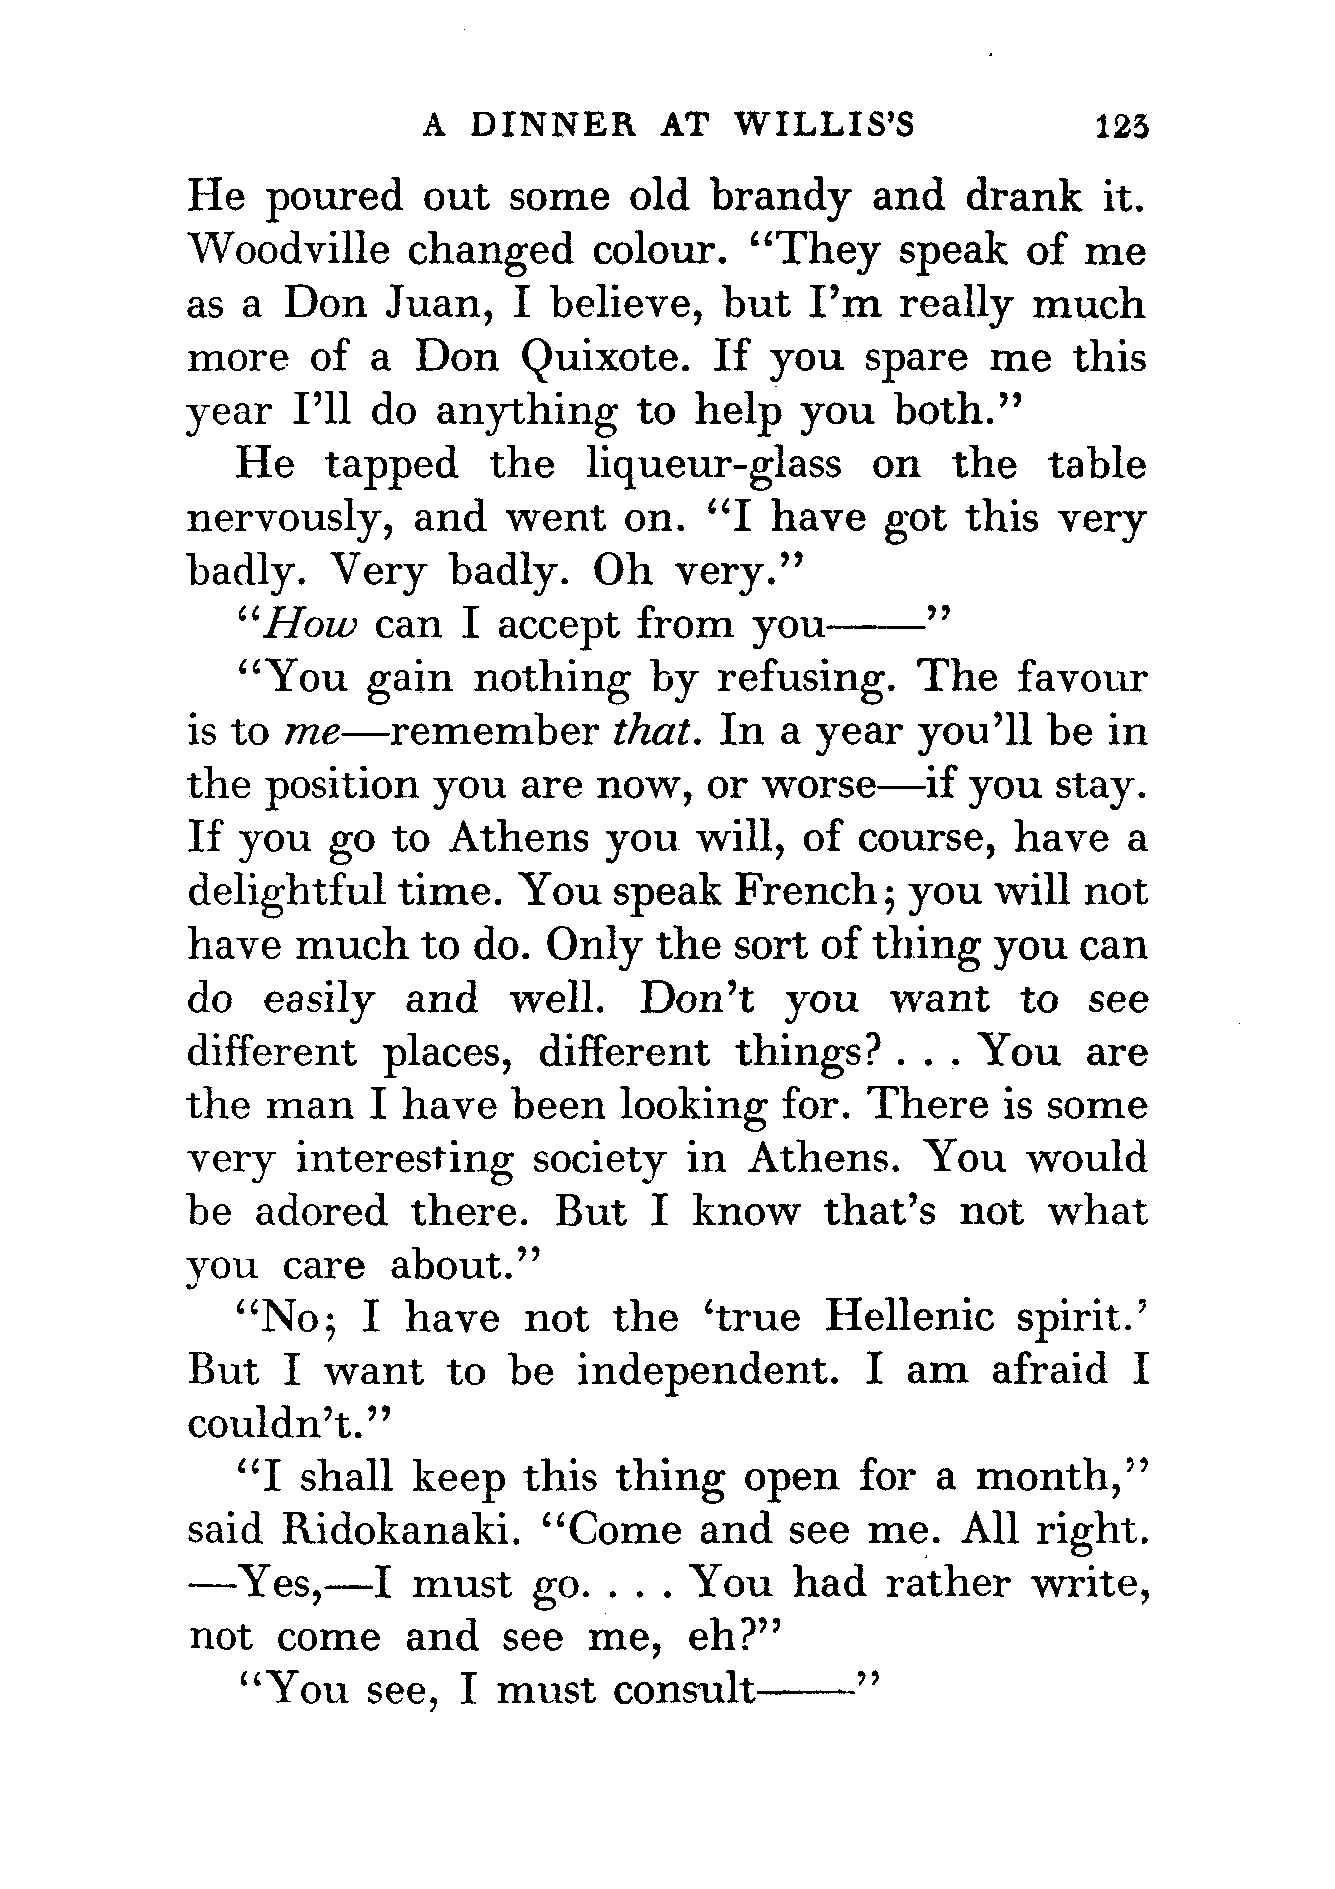 A DINNER AT WILLIS'S 123
He poured out some old brandy and drank it.
Woodville changed colour. “They speak of me
as a Don Juan, I believe, but I’m really much
more of a Don Quixote. If you spare me this
year I’ll do anything to help you both.”
He tapped the liqueur-glass on the table
nervously, and went on. “I have got this very
badly. Very badly. Oh very.”
“How can I accept from you——”
“You gain nothing by refusing. The favour
is to me—remember that. In a year you’ll be in
the position you are now, or worse—if you stay.
If you go to Athens you will, of course, have a
delightful time. You speak French; you will not
have much to do. Only the sort of thing you can
do easily and well. Don’t you want to see
different places, different things? . . . You are
the man I have been looking for. There is some
very interesting society in Athens. You would
be adored there. But I know that’s not what
you care about.”
“No; I have not the ‘true Hellenic spirit.’
But I want to be independent. I am afraid I
couldn’t.”
“I shall keep this thing open for a month,”
said Ridokanaki. “Come and see me. All right.
—Yes,—I must go. . . . You had rather write,
not come and see me, eh?”
“You see, I must consult——”